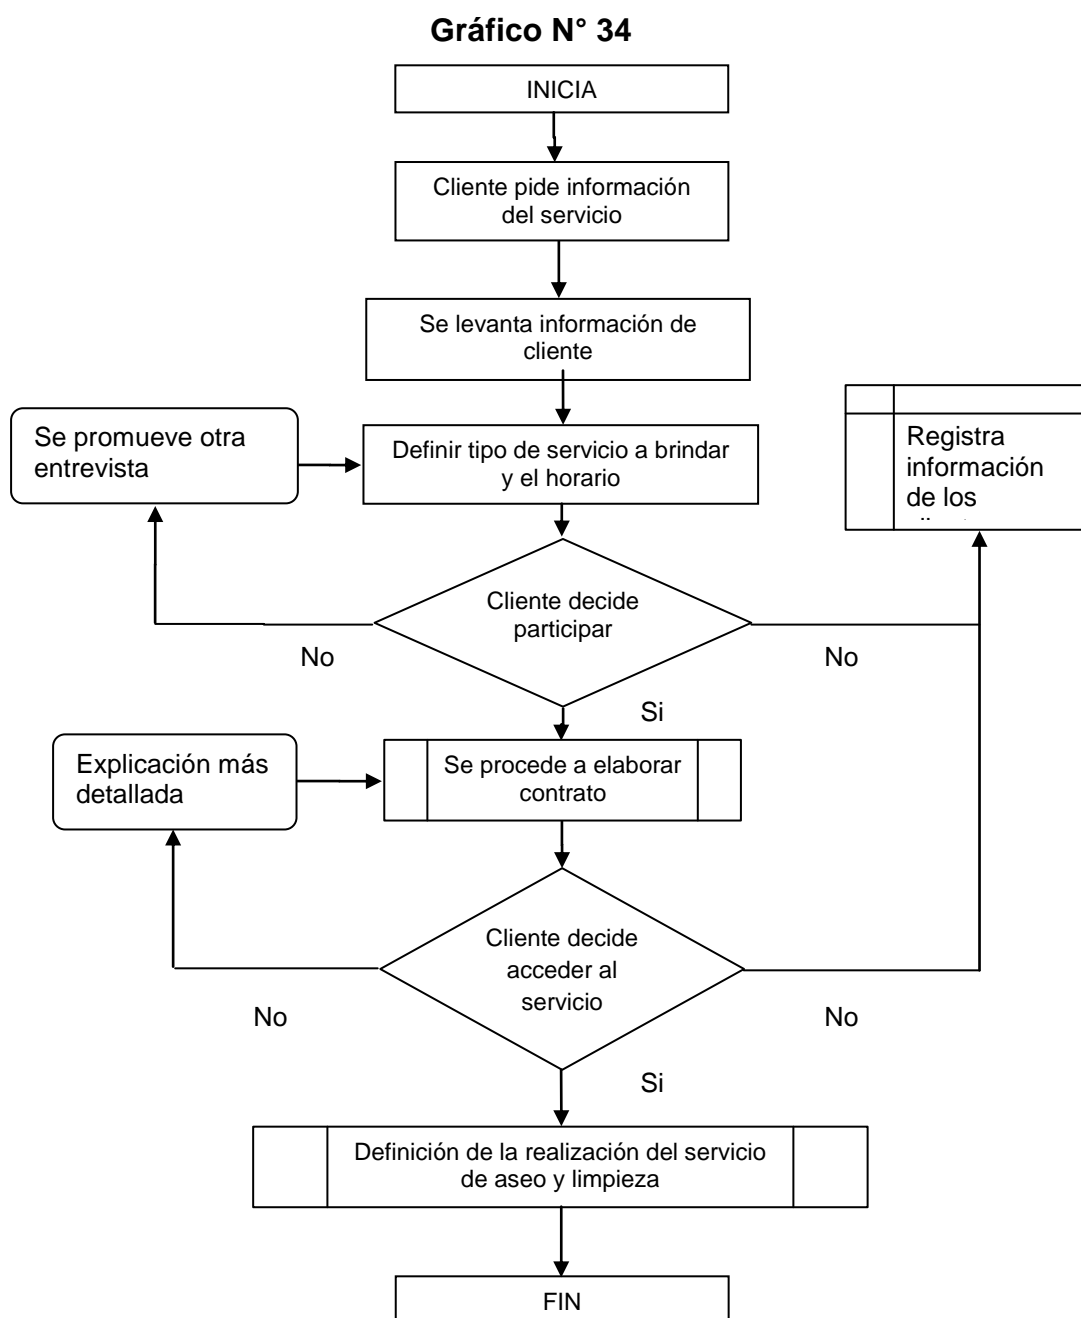 Gráfico N° 34
INICIA
Cliente pide información
del servicio
Se levanta información de
cliente
Se promueve otra
entrevista
Definir tipo de servicio a brindar
y el horario
Registra
información
de los
Cliente decide
participar
No
No
Si
Explicación más
detallada
Se procede a elaborar
contrato
Cliente decide
acceder al
servicio
No
No
Si
Definición de la realización del servicio
de aseo y limpieza
FIN